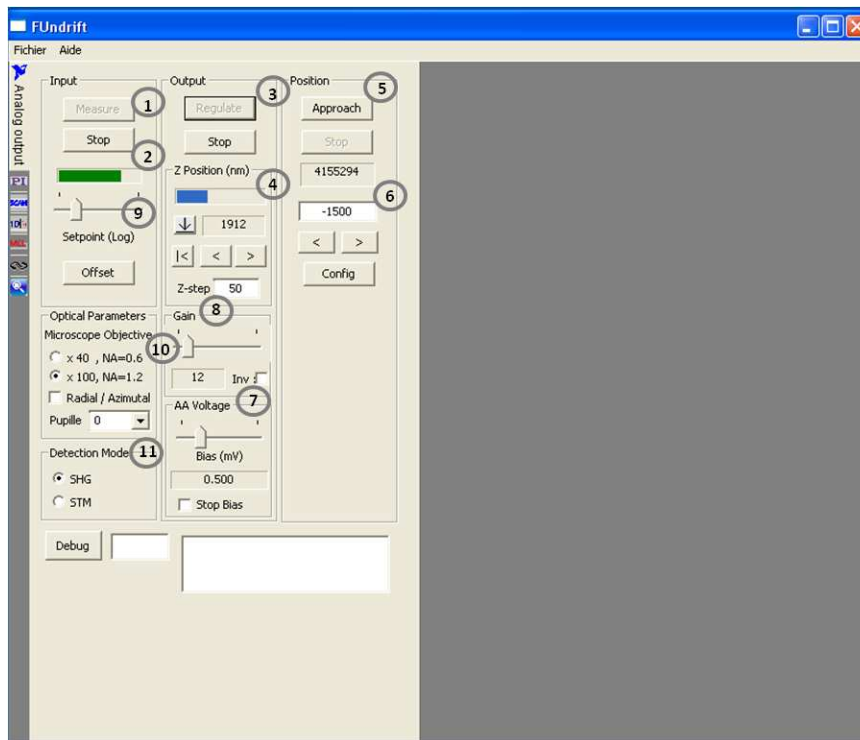 FUndrift
Fichier Aide
Analog output
PI
SCAN
1D
Input
Measure
1
Stop
2
9
Setpoint (Log)
Offset
Output
Regulate
3
Stop
Z Position (nm)
4
1912
|< < >
Z-step 50
Position
5
Approach
Stop
4155294
6
-1500
< >
Config
Optical Parameters
Microscope Objective
x 40 , NA=0.6
x 100, NA=1.2
Radial / Azimutal
Pupille 0
Gain
8
10
12 Inv :
AA Voltage
7
Bias (mV)
0.500
Stop Bias
Detection Mode
11
SHG
STM
Debug